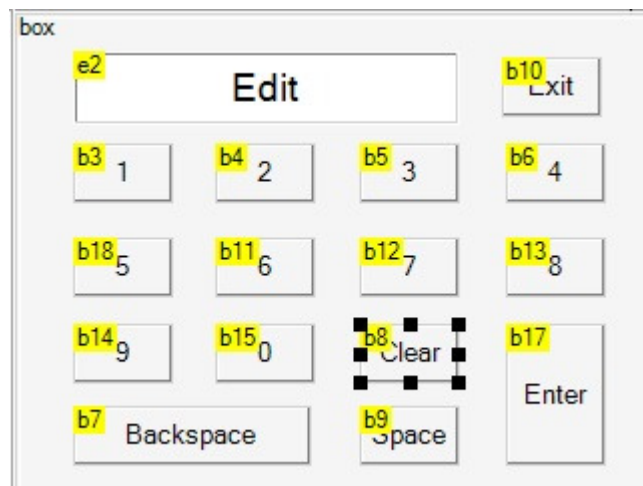 box
e2 Edit b10 Exit
b3 1 b4 2 b5 3 b6 4
b18 5 b11 6 b12 7 b13 8
b14 9 b15 0 b8 Clear b17 Enter
b7 Backspace b9 Space